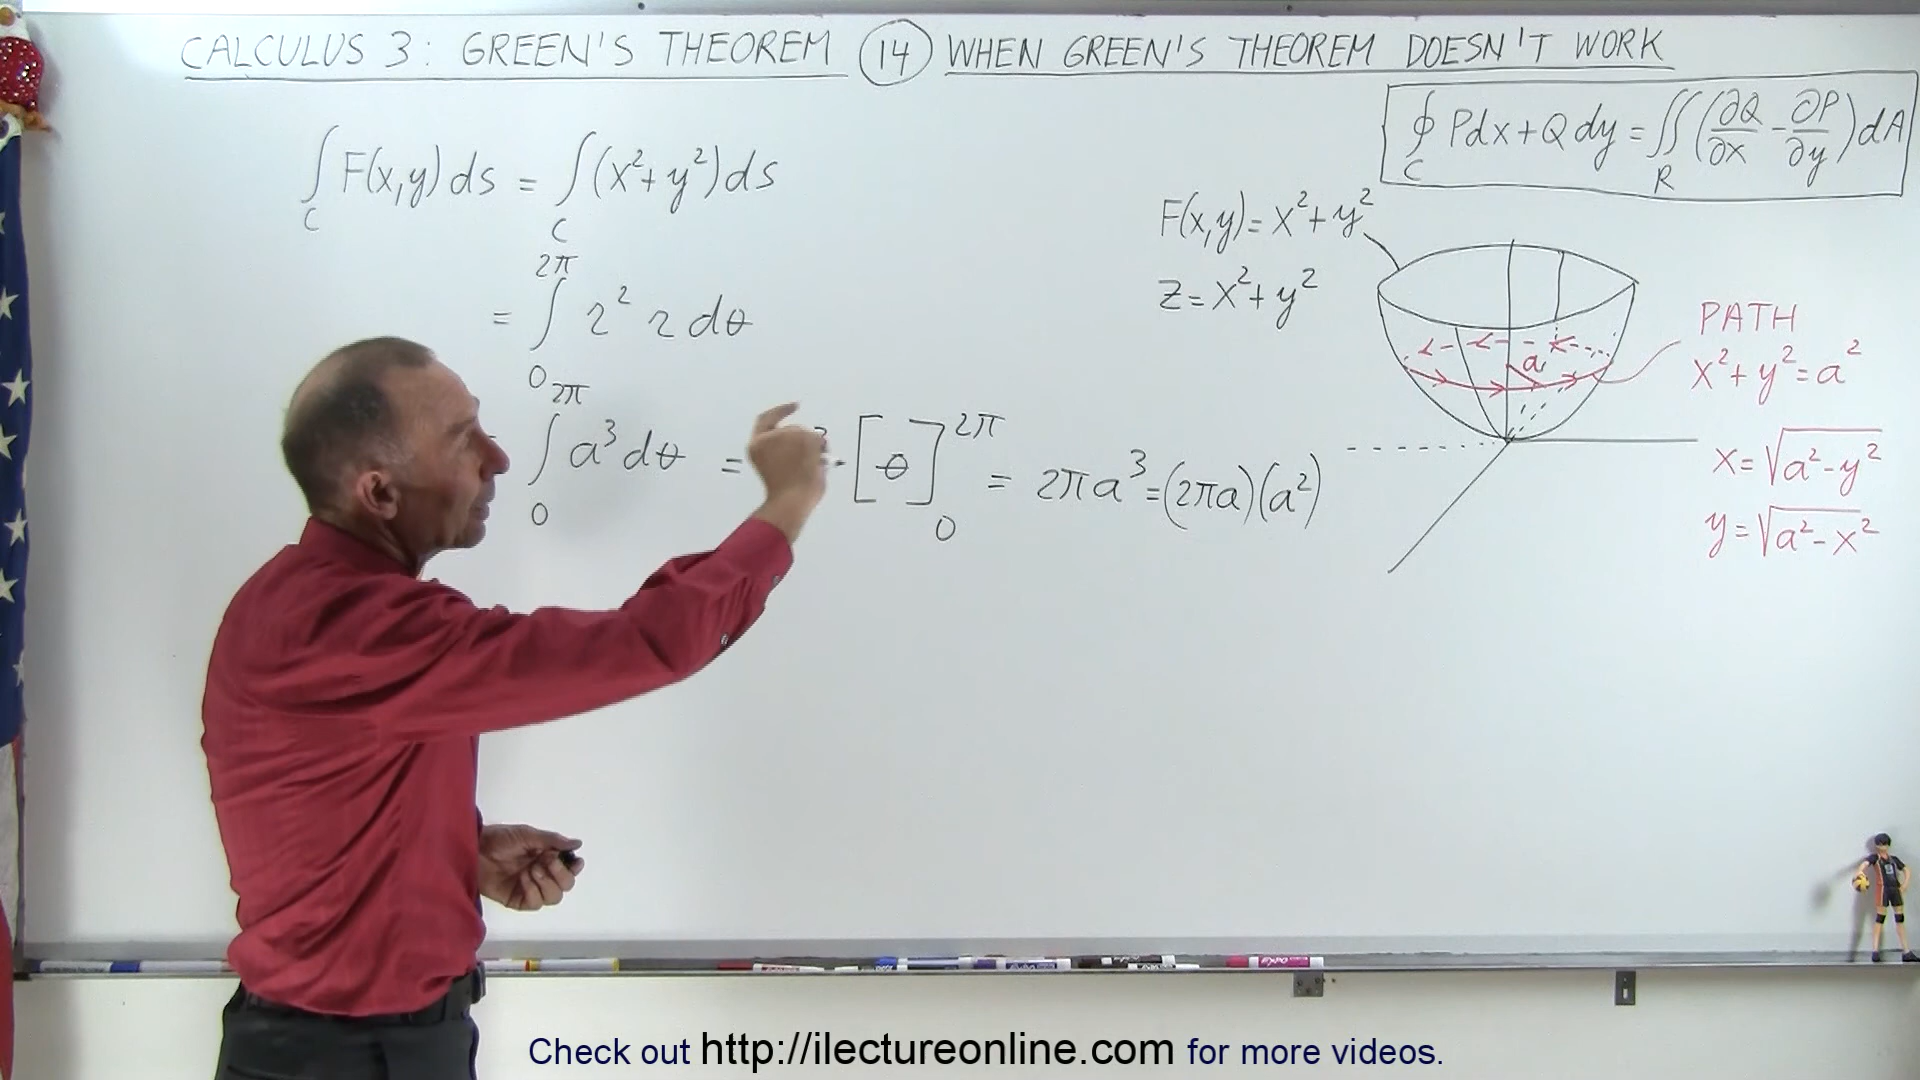 CALCULUS 3: GREEN'S THEOREM (14) WHEN GREEN'S THEOREM DOESN'T WORK
∮_C Pdx+Qdy = ∬_R (∂Q/∂x - ∂P/∂y)dA
∫_C F(x,y)ds = ∫_C (x²+y²)ds
= ∫_0^{2π} r² r dθ
∫_0^{2π} a³dθ = ³·[θ]_0^{2π} = 2πa³=(2πa)(a²)
F(x,y)= x²+y²
Z=x²+y²
a
PATH
x²+y²=a²
x=√(a²-y²)
y=√(a²-x²)
Check out http://ilectureonline.com for more videos.